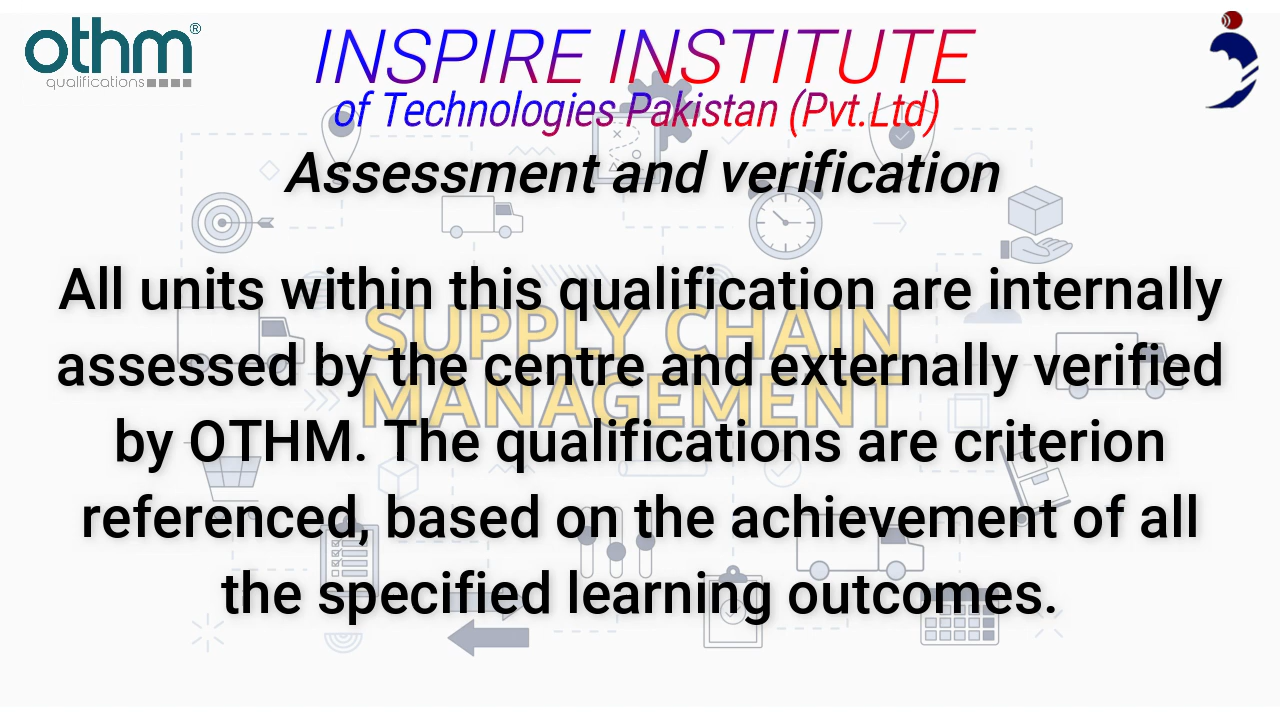 othm®
qualifications
INSPIRE INSTITUTE
of Technologies Pakistan (Pvt.Ltd)
Assessment and verification
All units within this qualification are internally
SUPPLY CHAIN
assessed by the centre and externally verified
MANAGEMENT
by OTHM. The qualifications are criterion
referenced, based on the achievement of all
the specified learning outcomes.